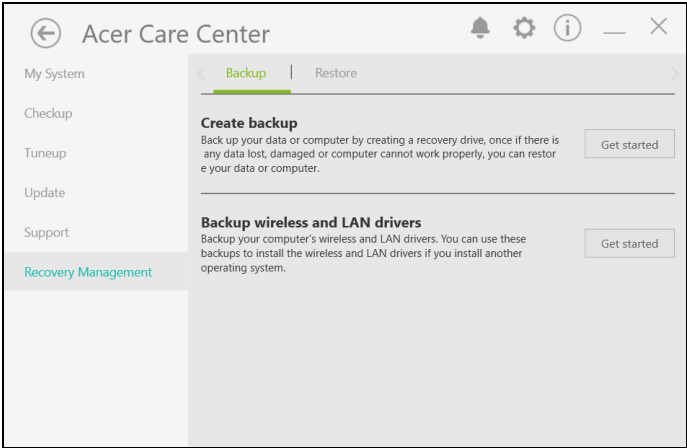 Acer Care Center
My System
Checkup
Tuneup
Update
Support
Recovery Management
Backup
Restore
Create backup
Back up your data or computer by creating a recovery drive, once if there is
any data lost, damaged or computer cannot work properly, you can restor
e your data or computer.
Get started
Backup wireless and LAN drivers
Backup your computer's wireless and LAN drivers. You can use these
backups to install the wireless and LAN drivers if you install another
operating system.
Get started